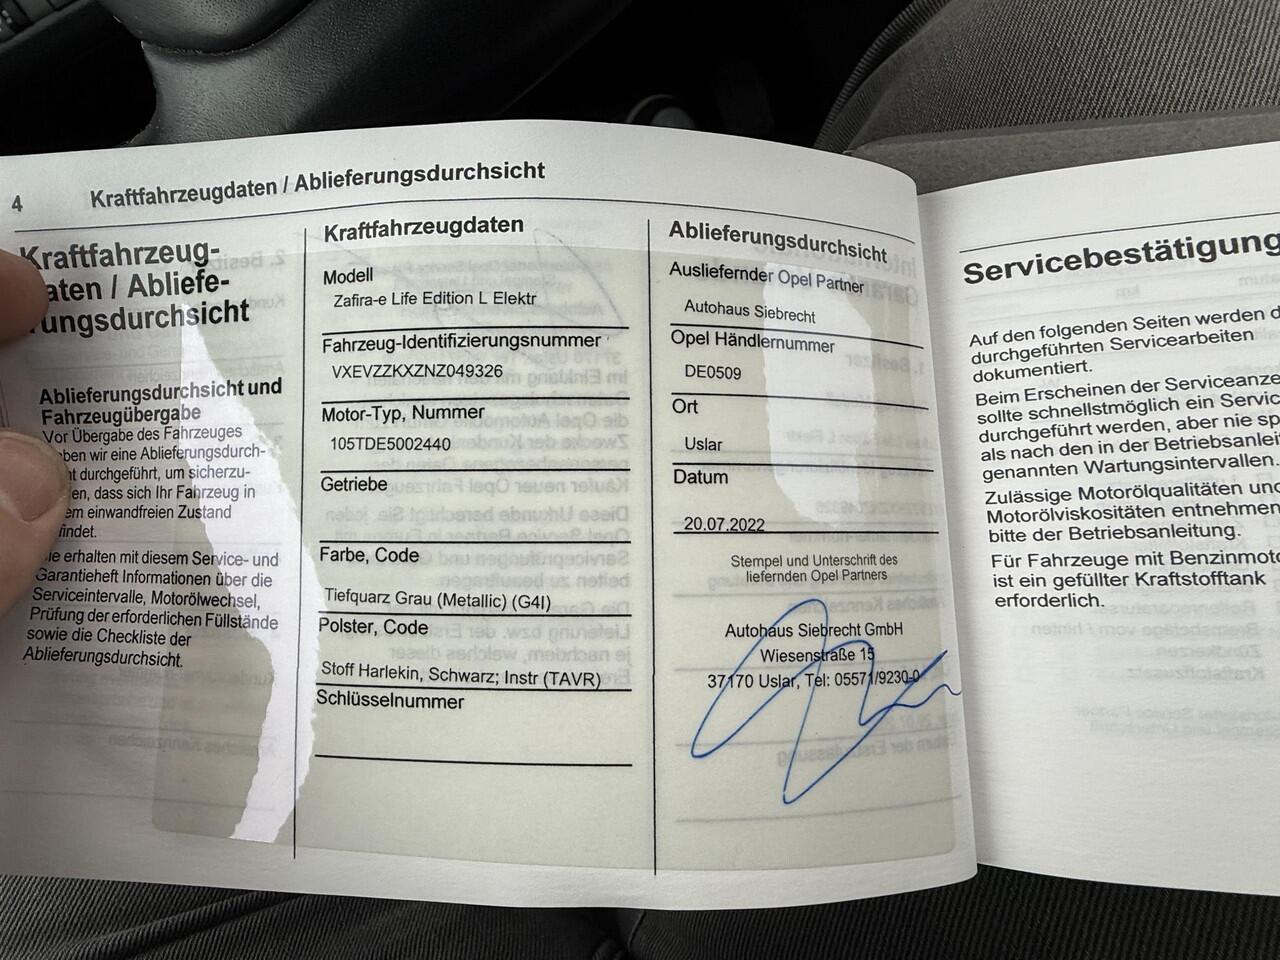 4 Kraftfahrzeugdaten / Ablieferungsdurchsicht
Kraftfahrzeug-
daten / Abliefe-
rungsdurchsicht
Ablieferungsdurchsicht und
Fahrzeugübergabe
Vor Übergabe des Fahrzeuges
wir eine Ablieferungsdurch-
durchgeführt, um sicherzu-
dass sich Ihr Fahrzeug in
einwandfreien Zustand
Sie erhalten mit diesem Service- und
Garantieheft Informationen über die
Serviceintervalle, Motorölwechsel,
Prüfung der erforderlichen Füllstände
sowie die Checkliste der
Ablieferungsdurchsicht.
Kraftfahrzeugdaten
Modell
Zafira-e Life Edition L Elektr
Fahrzeug-Identifizierungsnummer
VXEVZZKXZNZ049326
Motor-Typ, Nummer
105TDE5002440
Getriebe
Farbe, Code
Tiefquarz Grau (Metallic) (G4I)
Polster, Code
Stoff Harlekin, Schwarz; Instr (TAVR)
Schlüsselnummer
Ablieferungsdurchsicht
Ausliefernder Opel Partner
Autohaus Siebrecht
Opel Händlernummer
DE0509
Ort
Uslar
Datum
20.07.2022
Stempel und Unterschrift des
liefernden Opel Partners
Autohaus Siebrecht GmbH
Wiesenstraße 15
37170 Uslar, Tel: 05571/9230-0
Servicebestätigung
Auf den folgenden Seiten werden
durchgeführten Servicearbeiten
dokumentiert.
Beim Erscheinen der Serviceanze
sollte schnellstmöglich ein Servic
durchgeführt werden, aber nie sp
als nach den in der Betriebsanlei
genannten Wartungsintervallen.
Zulässige Motorölqualitäten und
Motorölviskositäten entnehmen
bitte der Betriebsanleitung.
Für Fahrzeuge mit Benzinmoto
ist ein gefüllter Kraftstofftank
erforderlich.